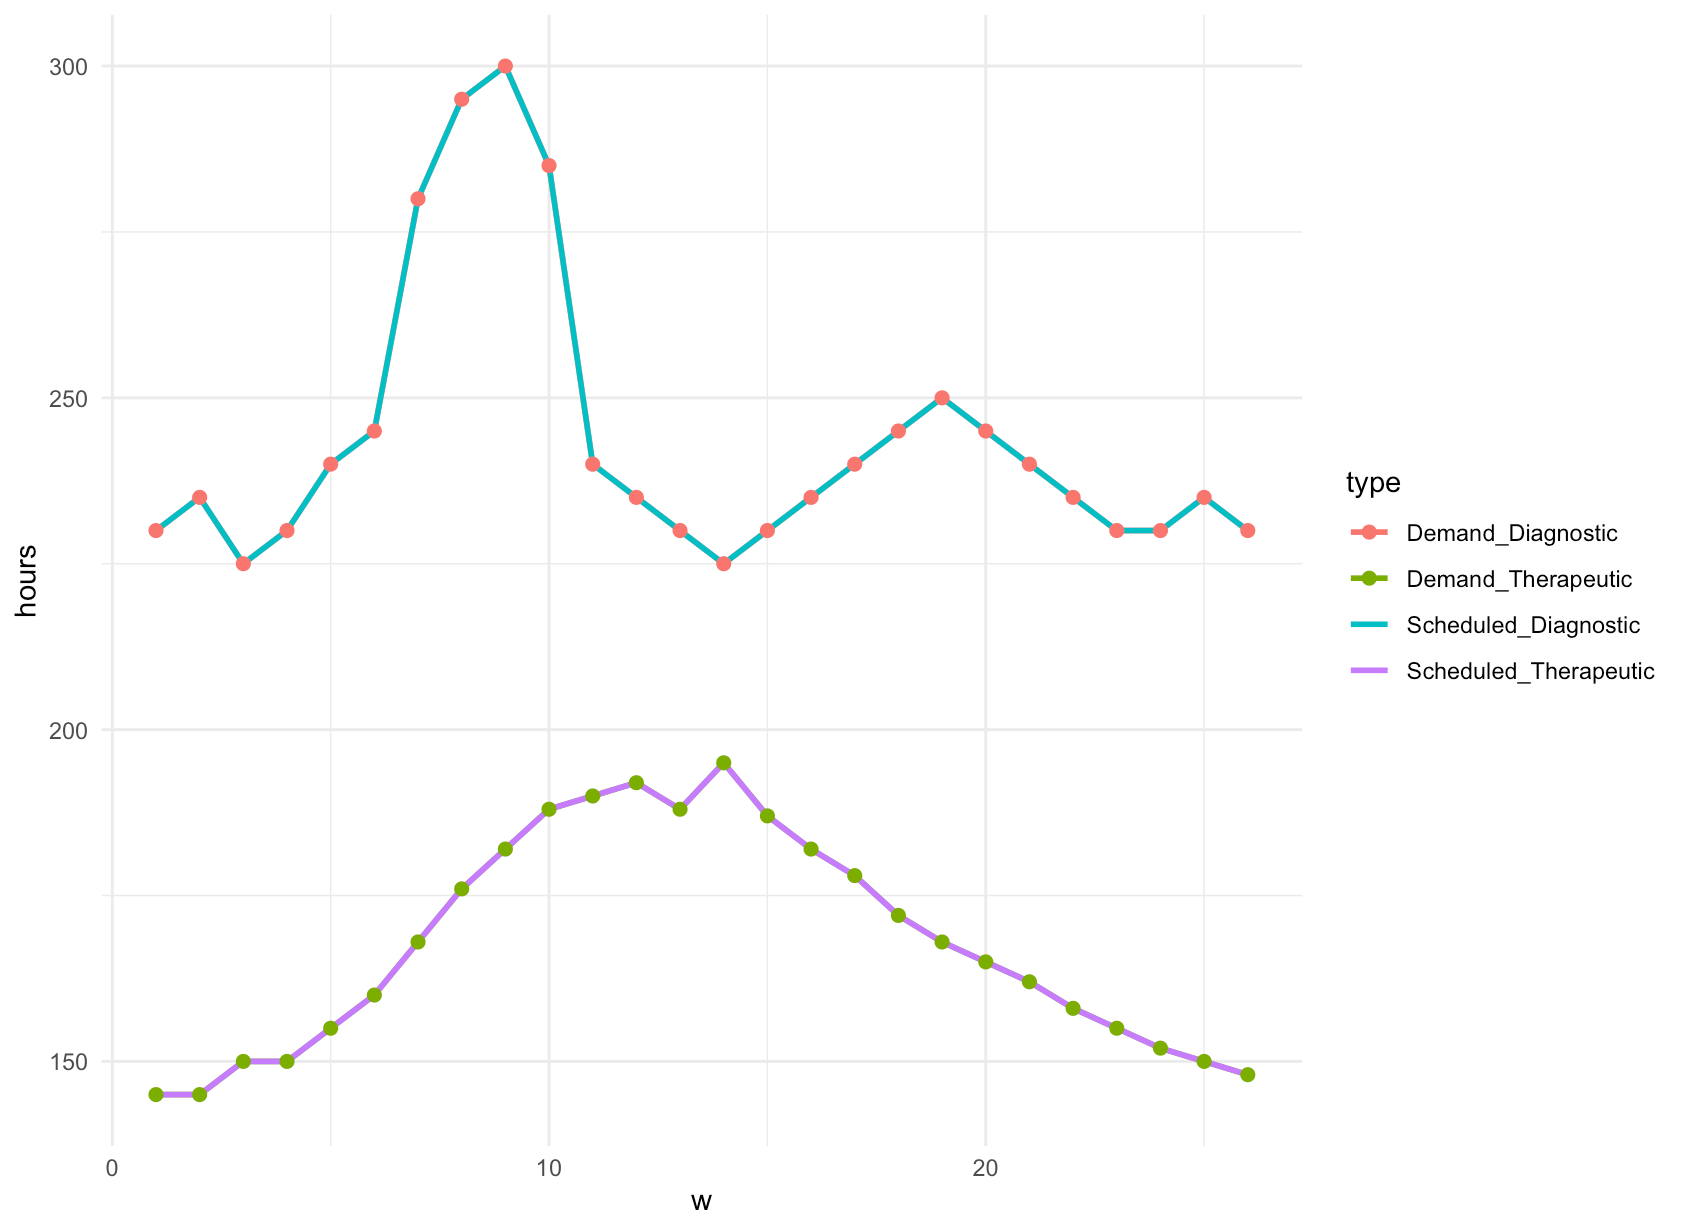 300
250
200
150
hours
0
10
20
w
type
Demand_Diagnostic
Demand_Therapeutic
Scheduled_Diagnostic
Scheduled_Therapeutic